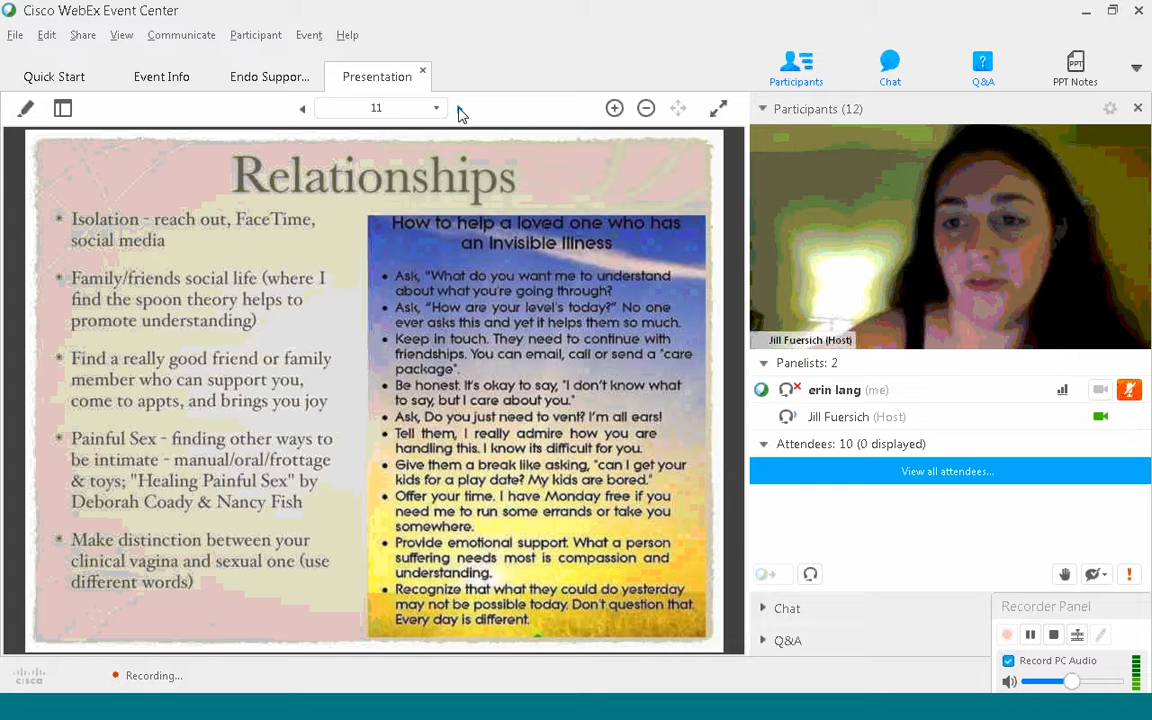 Cisco WebEx Event Center
File Edit Share View Communicate Participant Event Help
Quick Start Event Info Endo Suppor... Presentation
Participants Chat Q&A PPT Notes
11
Participants (12)
Relationships
* Isolation - reach out, FaceTime,
social media
* Family/friends social life (where I
find the spoon theory helps to
promote understanding)
* Find a really good friend or family
member who can support you,
come to appts, and brings you joy
* Painful Sex - finding other ways to
be intimate - manual/oral/frottage
& toys; "Healing Painful Sex" by
Deborah Coady & Nancy Fish
* Make distinction between your
clinical vagina and sexual one (use
different words)
How to help a loved one who has
an Invisible Illness
• Ask, "What do you want me to understand
about what you're going through?
• Ask, "How are your level's today?" No one
ever asks this and yet it helps them so much.
• Keep in touch. They need to continue with
friendships. You can email, call or send a "care
package".
• Be honest. It's okay to say, "I don't know what
to say, but I care about you."
• Ask, Do you just need to vent? I'm all ears!
• Tell them, I really admire how you are
handling this. I know its difficult for you.
• Give them a break like asking, "can I get your
kids for a play date? My kids are bored."
• Offer your time. I have Monday free if you
need me to run some errands or take you
somewhere.
• Provide emotional support. What a person
suffering needs most is compassion and
understanding.
• Recognize that what they could do yesterday
may not be possible today. Don't question that.
Every day is different.
Jill Fuersich (Host)
Panelists: 2
erin lang (me)
Jill Fuersich (Host)
Attendees: 10 (0 displayed)
View all attendees...
Chat
Q&A
Recorder Panel
Record PC Audio
cisco
Recording...